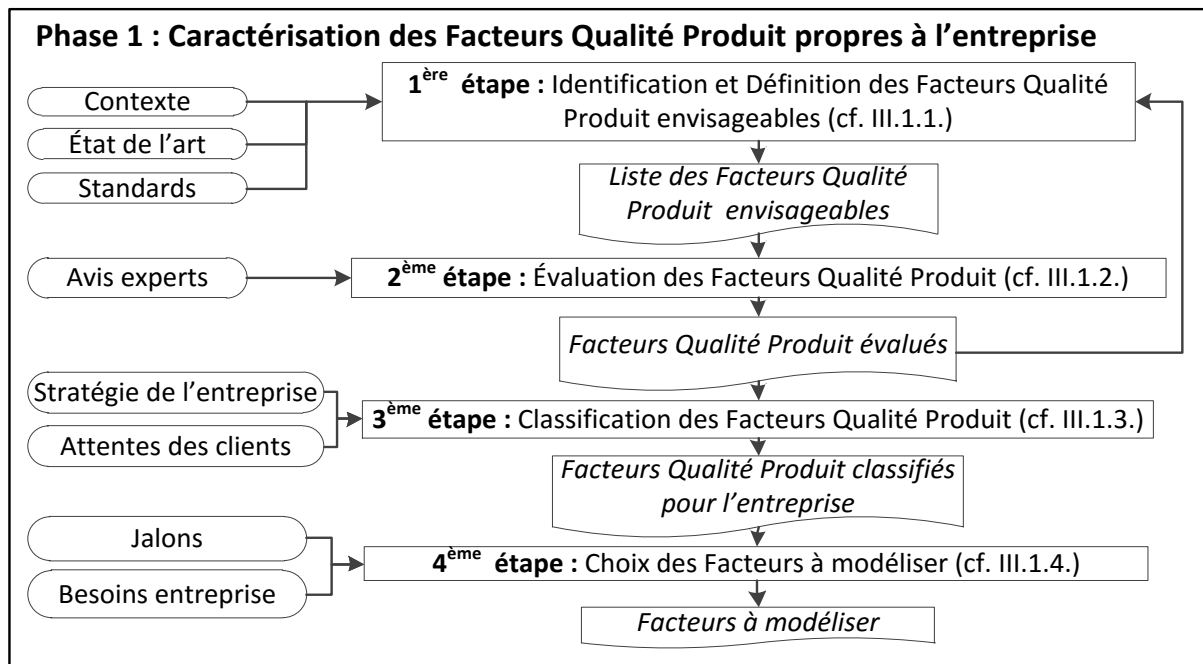 Phase 1 : Caractérisation des Facteurs Qualité Produit propres à l’entreprise
Contexte
État de l’art
Standards
1ère étape : Identification et Définition des Facteurs Qualité
Produit envisageables (cf. III.1.1.)
Liste des Facteurs Qualité
Produit envisageables
Avis experts
2ème étape : Évaluation des Facteurs Qualité Produit (cf. III.1.2.)
Facteurs Qualité Produit évalués
Stratégie de l’entreprise
Attentes des clients
3ème étape : Classification des Facteurs Qualité Produit (cf. III.1.3.)
Facteurs Qualité Produit classifiés
pour l’entreprise
Jalons
Besoins entreprise
4ème étape : Choix des Facteurs à modéliser (cf. III.1.4.)
Facteurs à modéliser